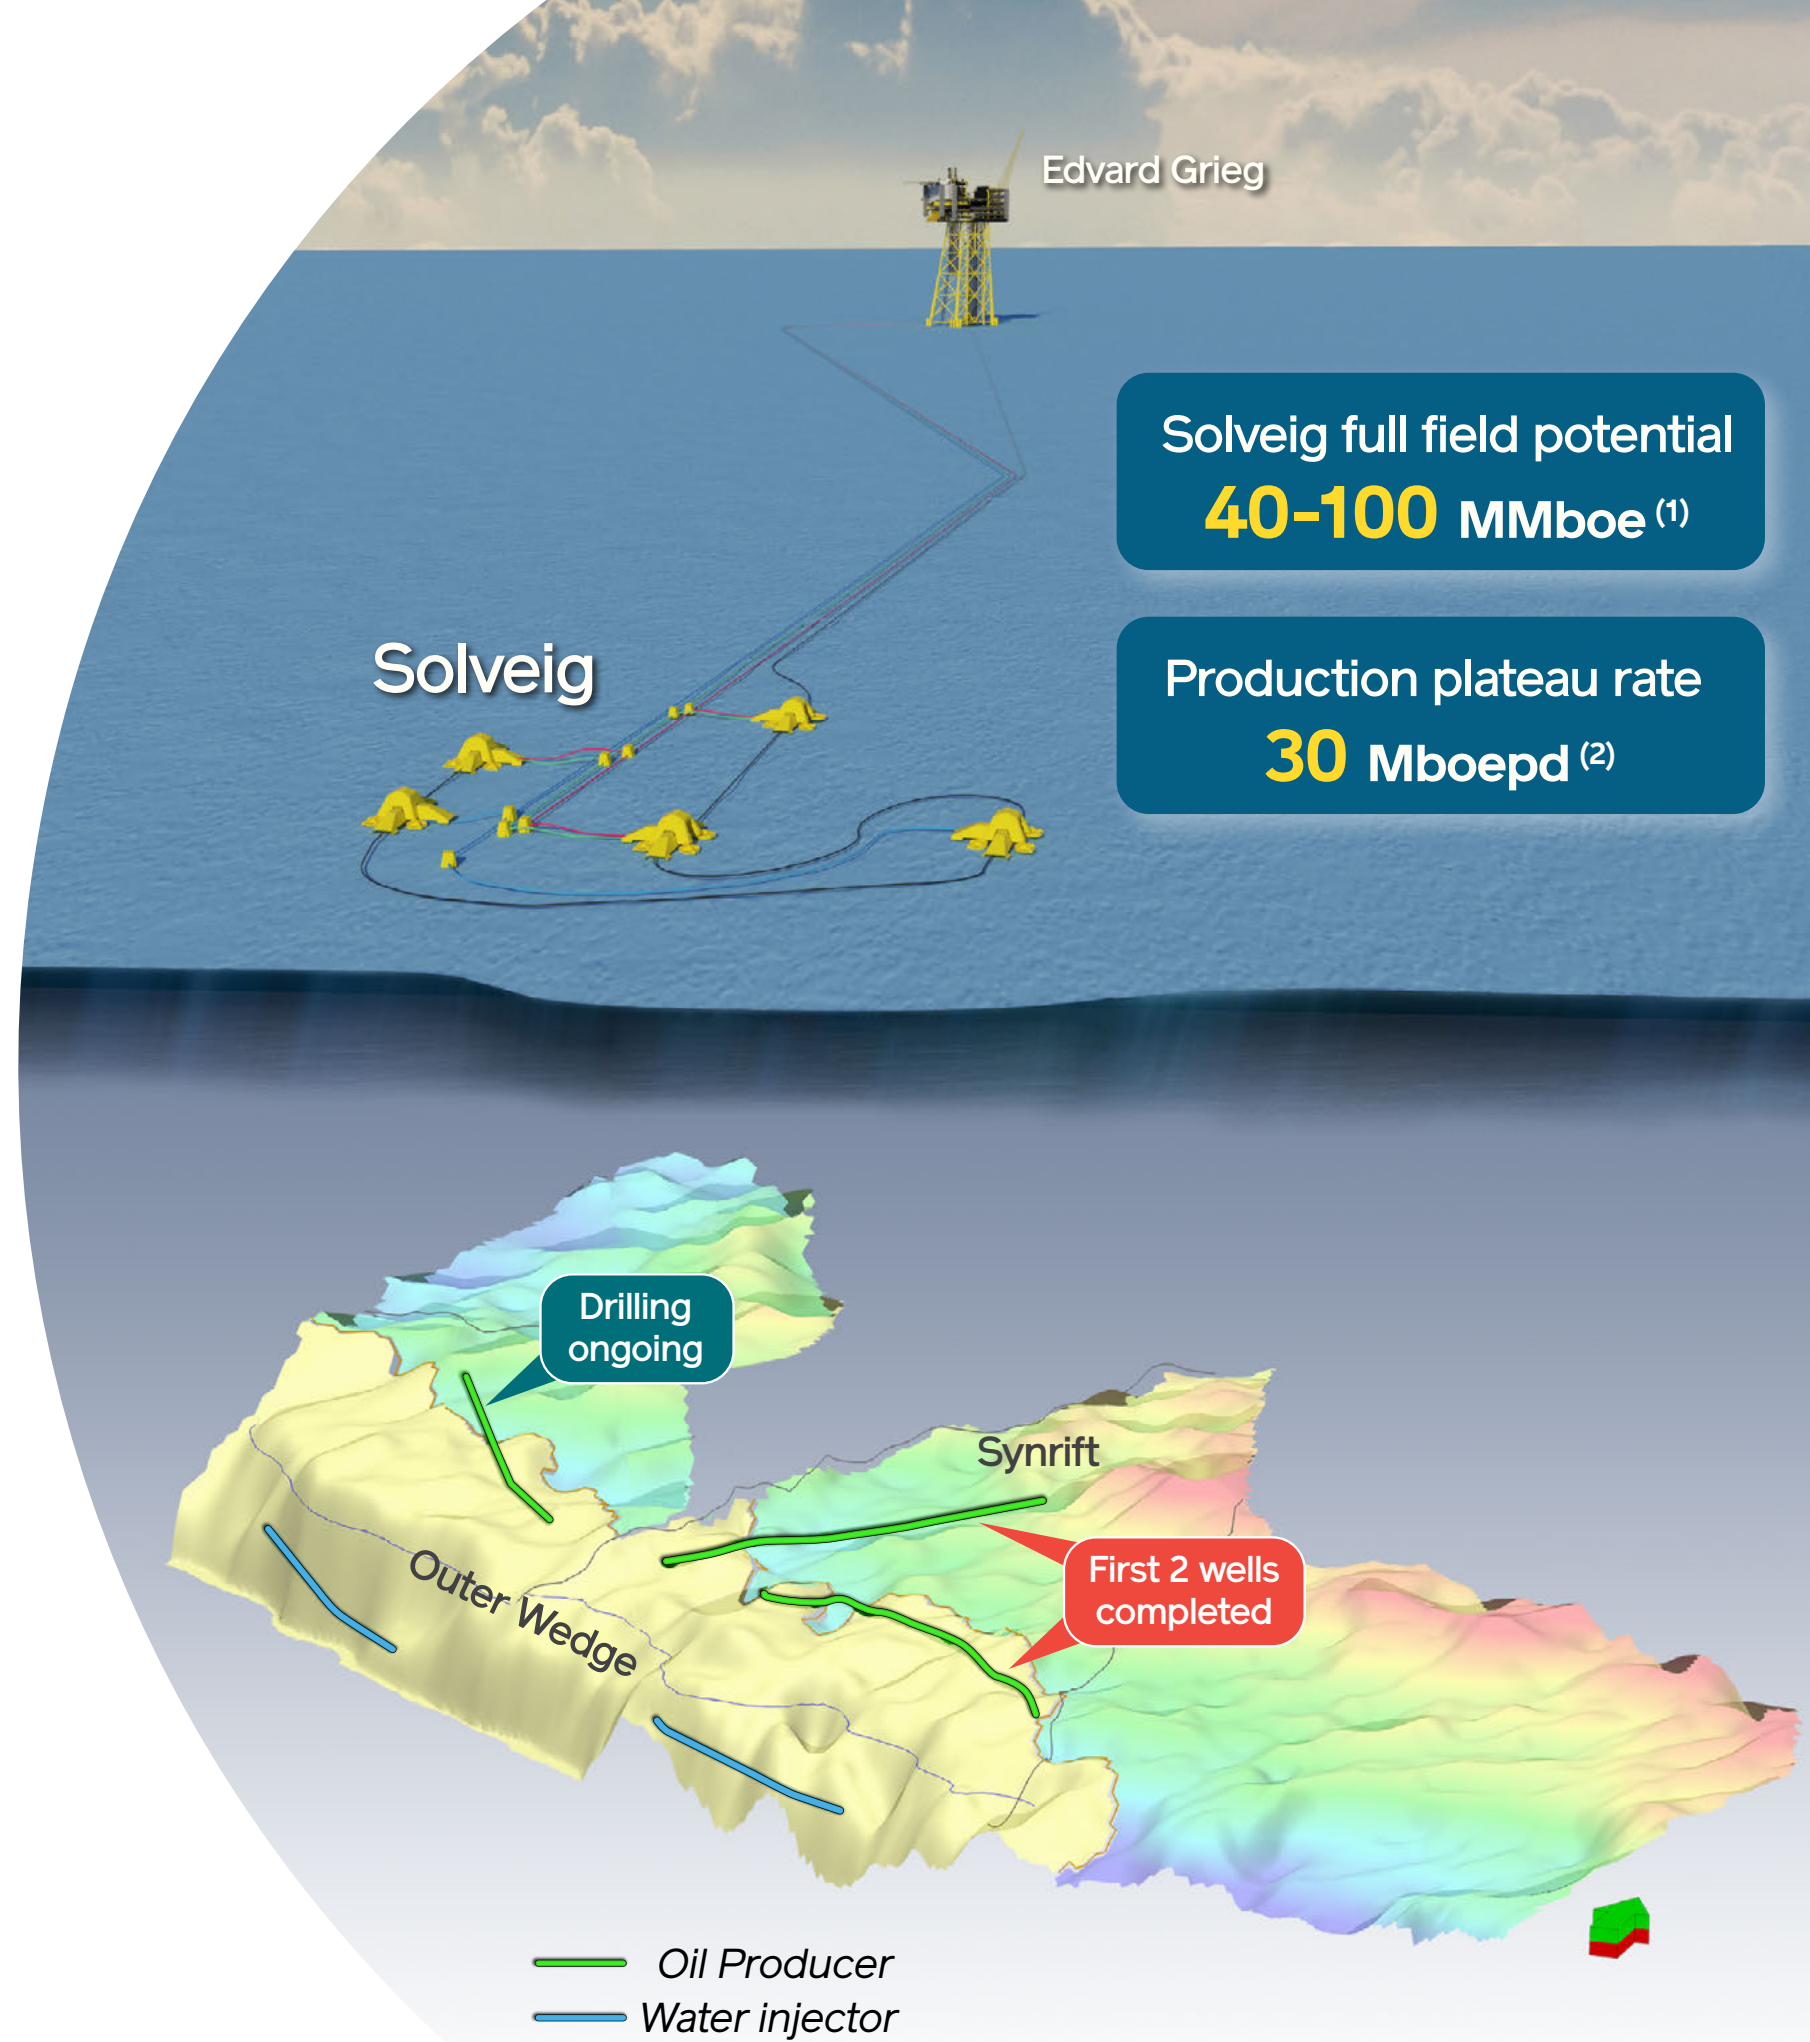 Edvard Grieg
Solveig full field potential
40-100 MMboe (1)
Solveig
Production plateau rate
30 Mboepd (2)
Drilling
ongoing
Synrift
First 2 wells
completed
Outer Wedge
Oil Producer
Water injector